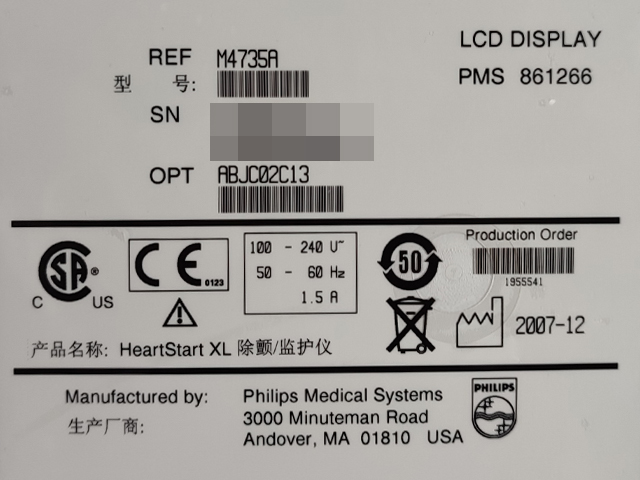 LCD DISPLAY
REF M4735A
型 号:
PMS 861266
SN
OPT ABJC02C13
CSA ® C US
CE 0123
100 - 240 V~
50 - 60 Hz
1.5 A
50
Production Order
1955541
2007-12
产品名称: HeartStart XL 除颤/监护仪
Manufactured by: Philips Medical Systems
生产厂商: 3000 Minuteman Road
Andover, MA 01810 USA
PHILIPS